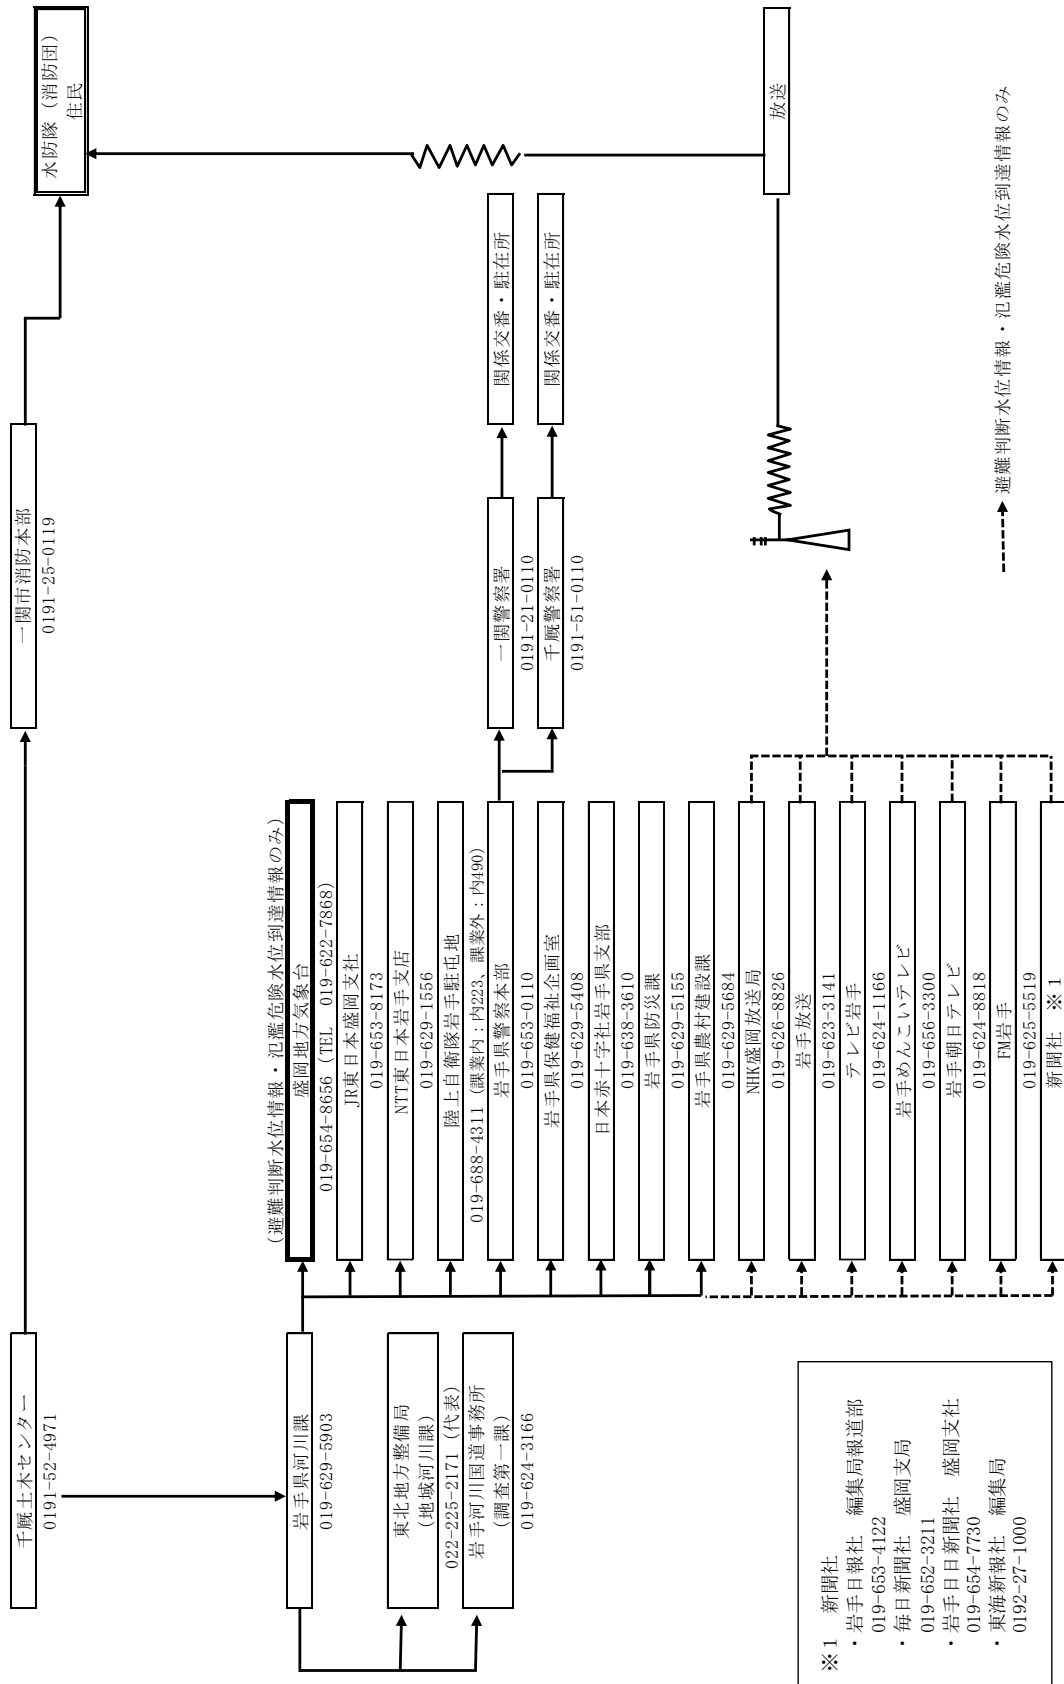 千厩土木センター
0191-52-4971
一関市消防本部
0191-25-0119
水防隊（消防団）
住民
岩手県河川課
019-629-5903
東北地方整備局
（地域河川課）
022-225-2171（代表）
岩手河川国道事務所
（調査第一課）
019-624-3166
（避難判断水位情報・氾濫危険水位到達情報のみ）
盛岡地方気象台
019-654-8656（TEL 019-622-7868）
JR東日本盛岡支社
019-653-8173
NTT東日本岩手支店
019-629-1556
陸上自衛隊岩手駐屯地
019-688-4311（課業内：内223、課業外：内490）
岩手県警察本部
019-653-0110
岩手県保健福祉企画室
019-629-5408
日本赤十字社岩手県支部
019-638-3610
岩手県防災課
019-629-5155
岩手県農村建設課
019-629-5684
NHK盛岡放送局
019-626-8826
岩手放送
019-623-3141
テレビ岩手
019-624-1166
岩手めんこいテレビ
019-656-3300
岩手朝日テレビ
019-624-8818
FM岩手
019-625-5519
新聞社 ※1
一関警察署
0191-21-0110
千厩警察署
0191-51-0110
関係交番・駐在所
関係交番・駐在所
放送
避難判断水位情報・氾濫危険水位到達情報のみ
※1 新聞社
・岩手日報社 編集局報道部
019-653-4122
・毎日新聞社 盛岡支局
019-652-3211
・岩手日日新聞社 盛岡支社
019-654-7730
・東海新報社 編集局
0192-27-1000